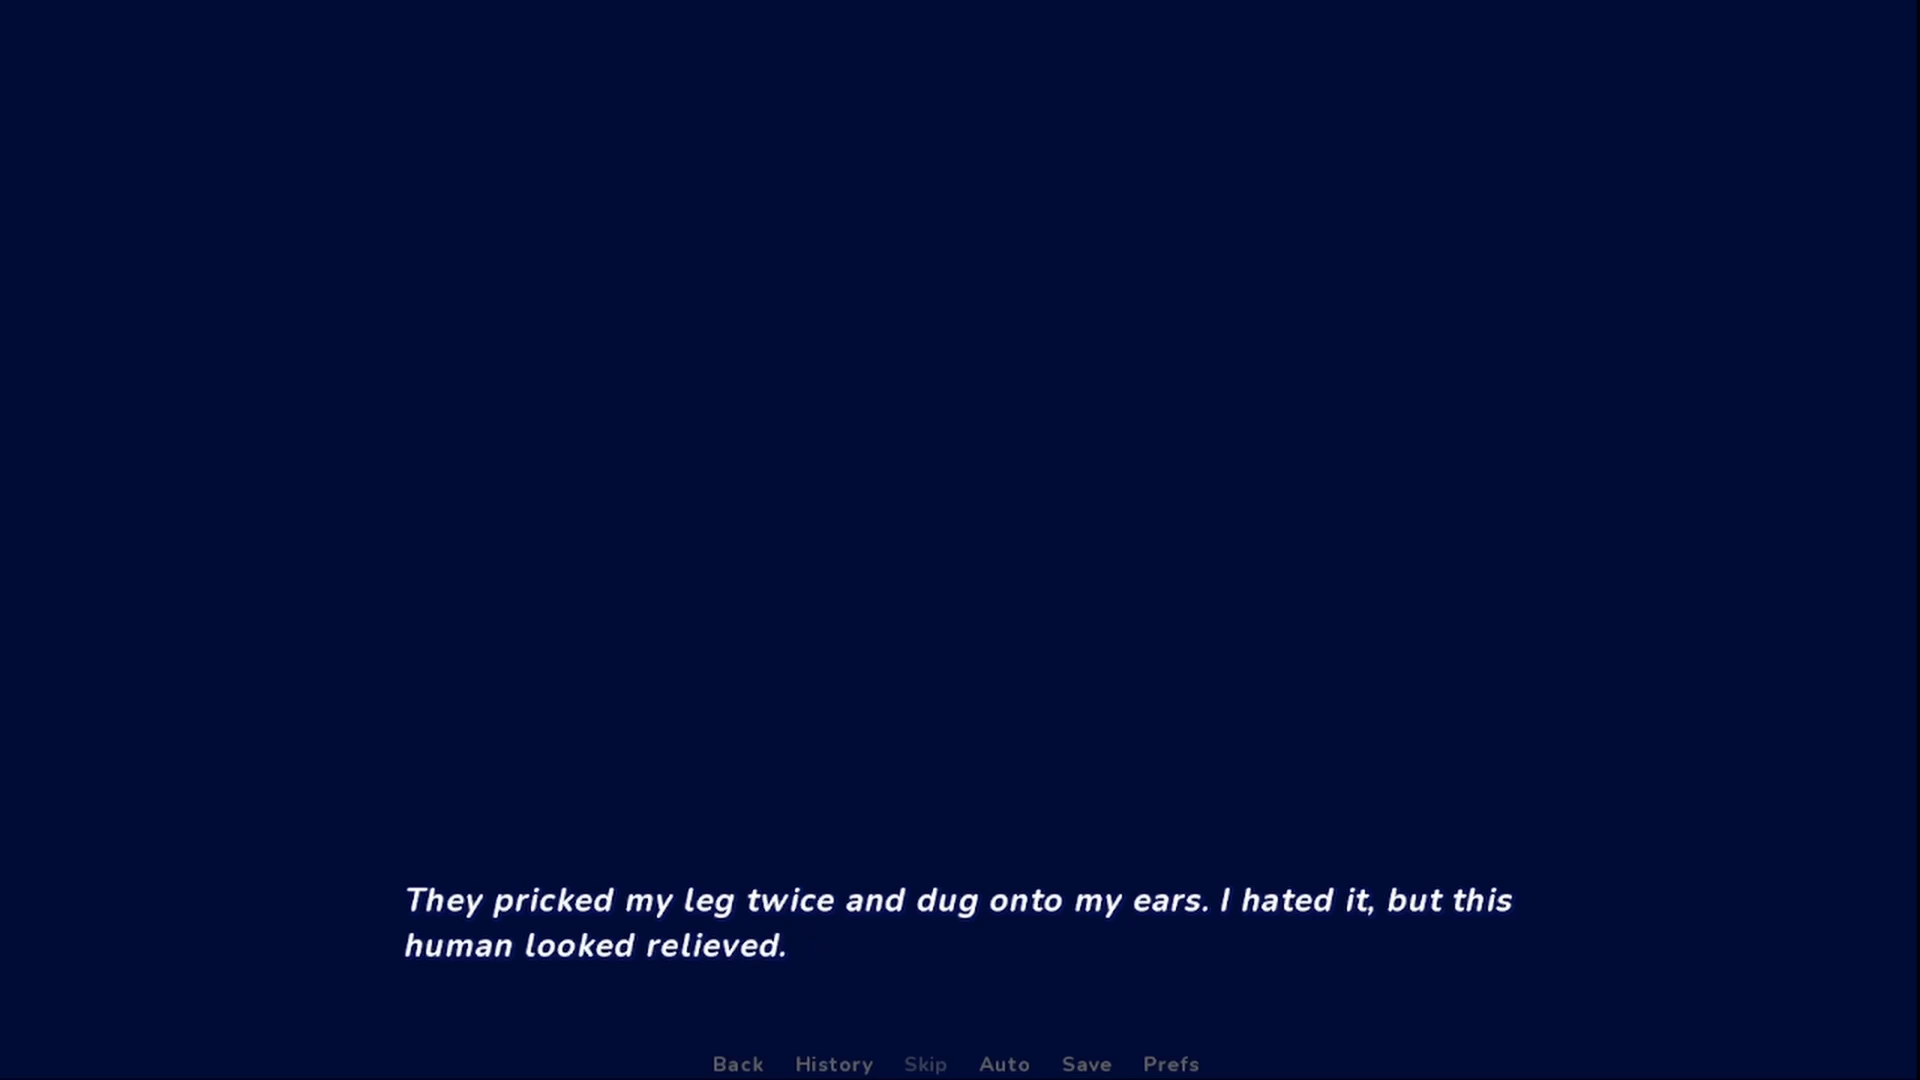 They pricked my leg twice and dug onto my ears. I hated it, but this
human looked relieved.
Back History Skip Auto Save Prefs